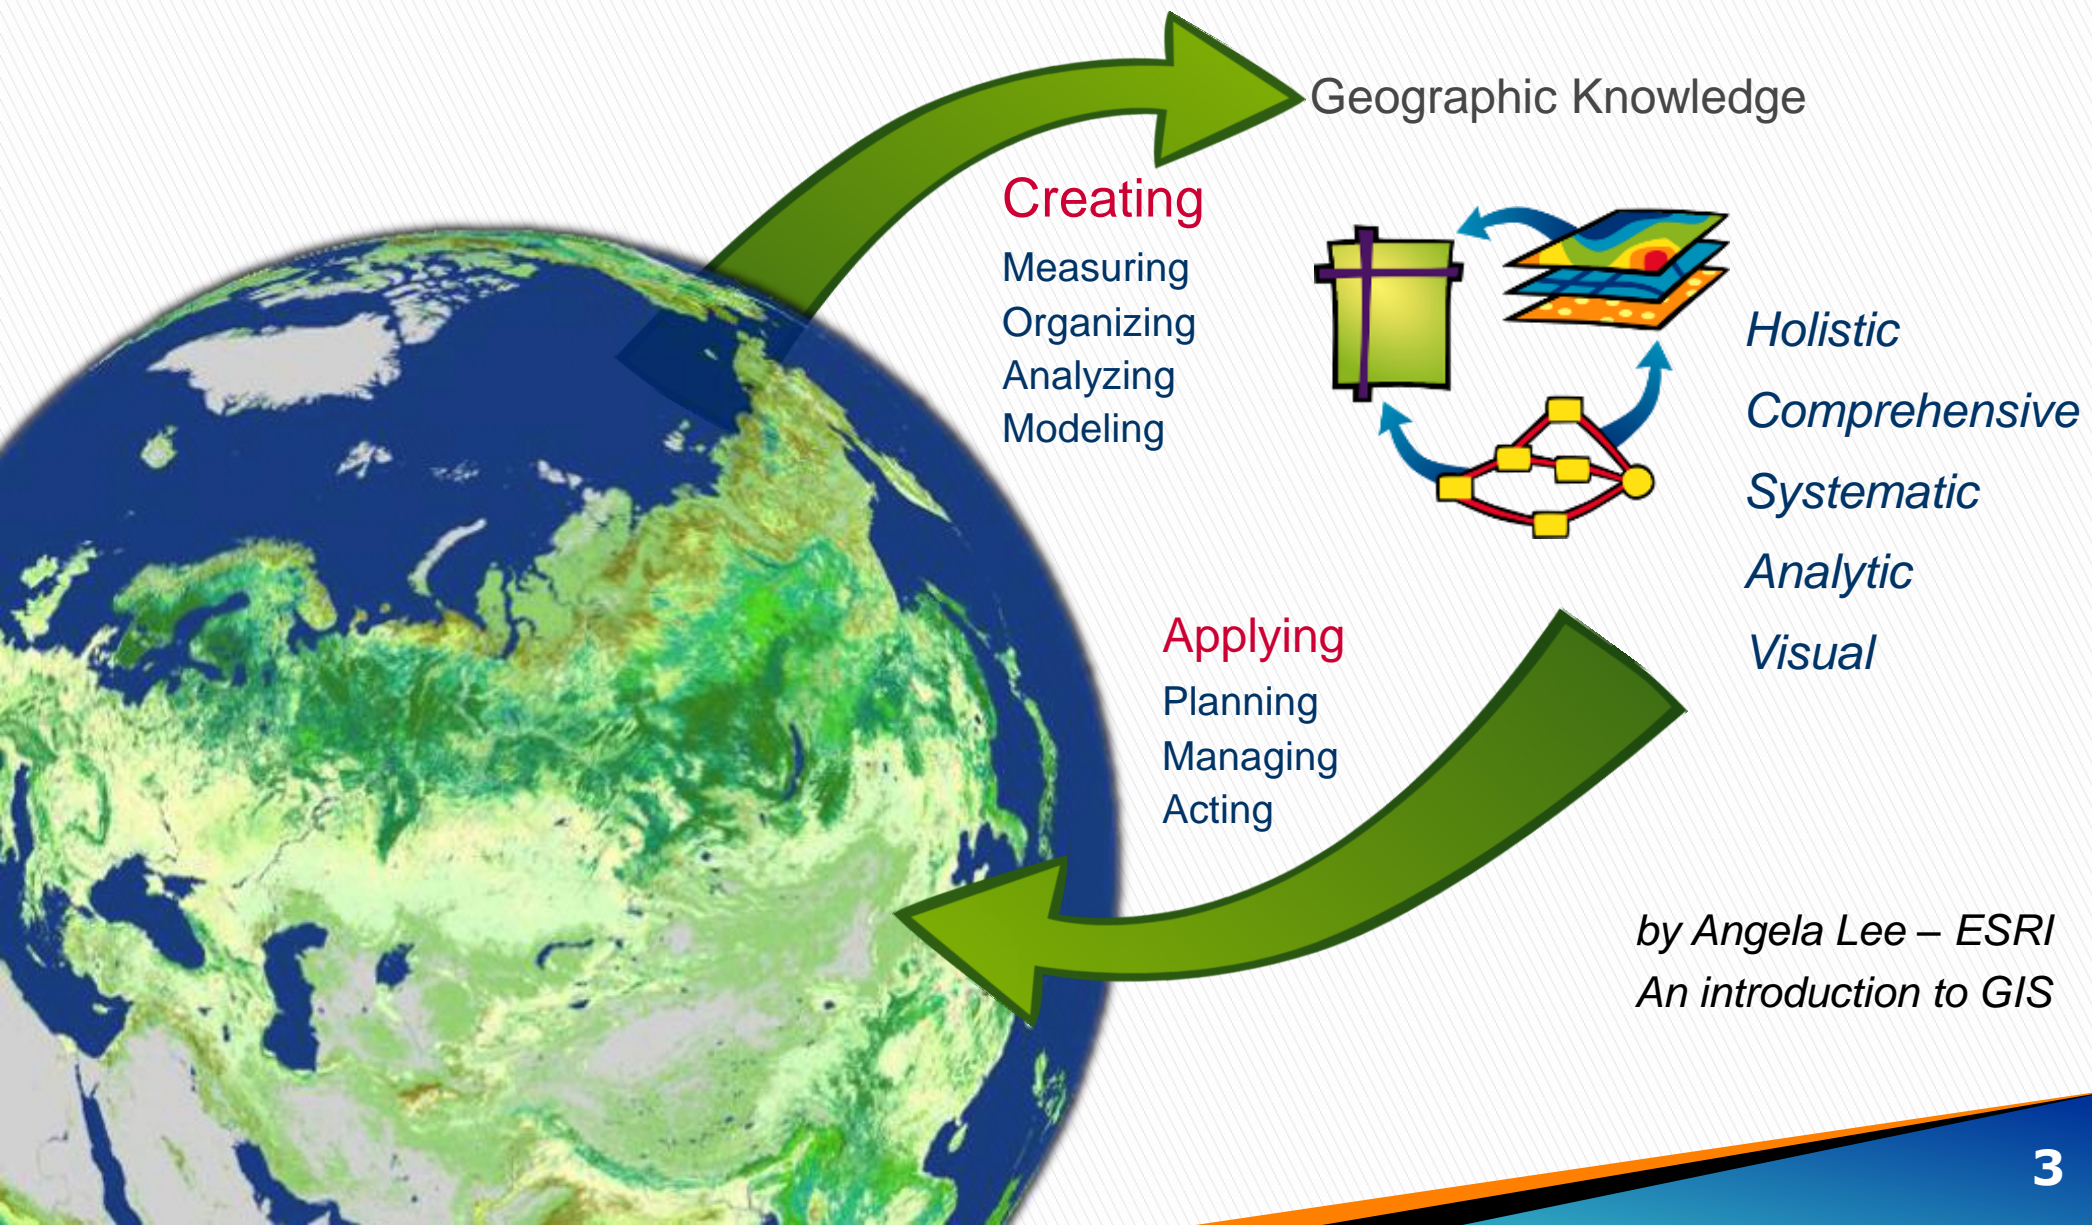 Geographic Knowledge
Creating
Measuring
Organizing
Analyzing
Modeling
Holistic
Comprehensive
Systematic
Analytic
Visual
Applying
Planning
Managing
Acting
by Angela Lee – ESRI
An introduction to GIS
3